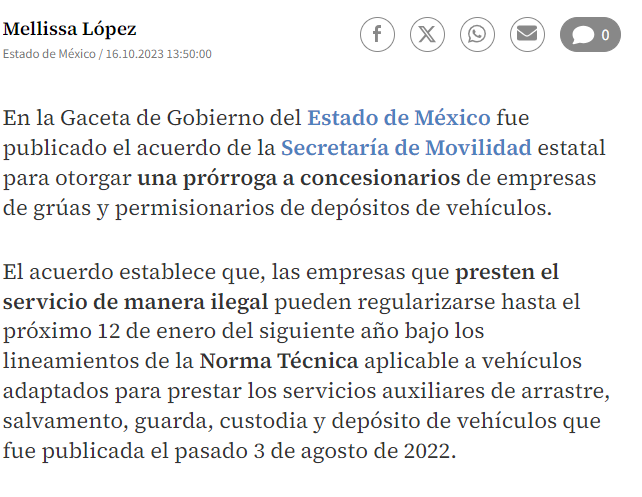 Mellissa López
Estado de México / 16.10.2023 13:50:00
0
En la Gaceta de Gobierno del Estado de México fue
publicado el acuerdo de la Secretaría de Movilidad estatal
para otorgar una prórroga a concesionarios de empresas
de grúas y permisionarios de depósitos de vehículos.
El acuerdo establece que, las empresas que presten el
servicio de manera ilegal pueden regularizarse hasta el
próximo 12 de enero del siguiente año bajo los
lineamientos de la Norma Técnica aplicable a vehículos
adaptados para prestar los servicios auxiliares de arrastre,
salvamento, guarda, custodia y depósito de vehículos que
fue publicada el pasado 3 de agosto de 2022.